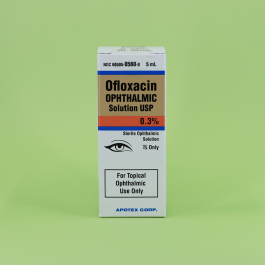 NDC 60505-0560-0 5 mL
Ofloxacin
OPHTHALMIC
Solution USP
0.3%
Sterile Ophthalmic
Solution
℞ Only
For Topical
Ophthalmic
Use Only
APOTEX CORP.